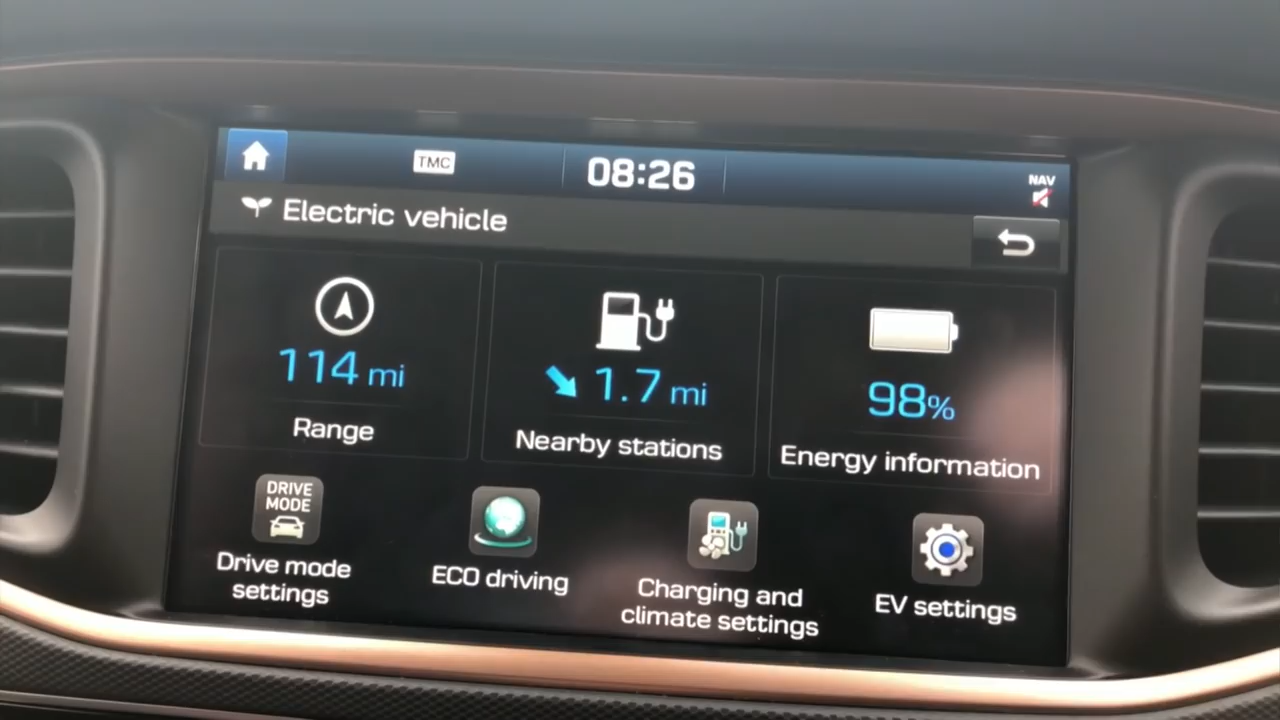 TMC
08:26
NAV
Electric vehicle
114 mi
Range
1.7 mi
Nearby stations
98%
Energy information
DRIVE
MODE
Drive mode
settings
ECO driving
Charging and
climate settings
EV settings